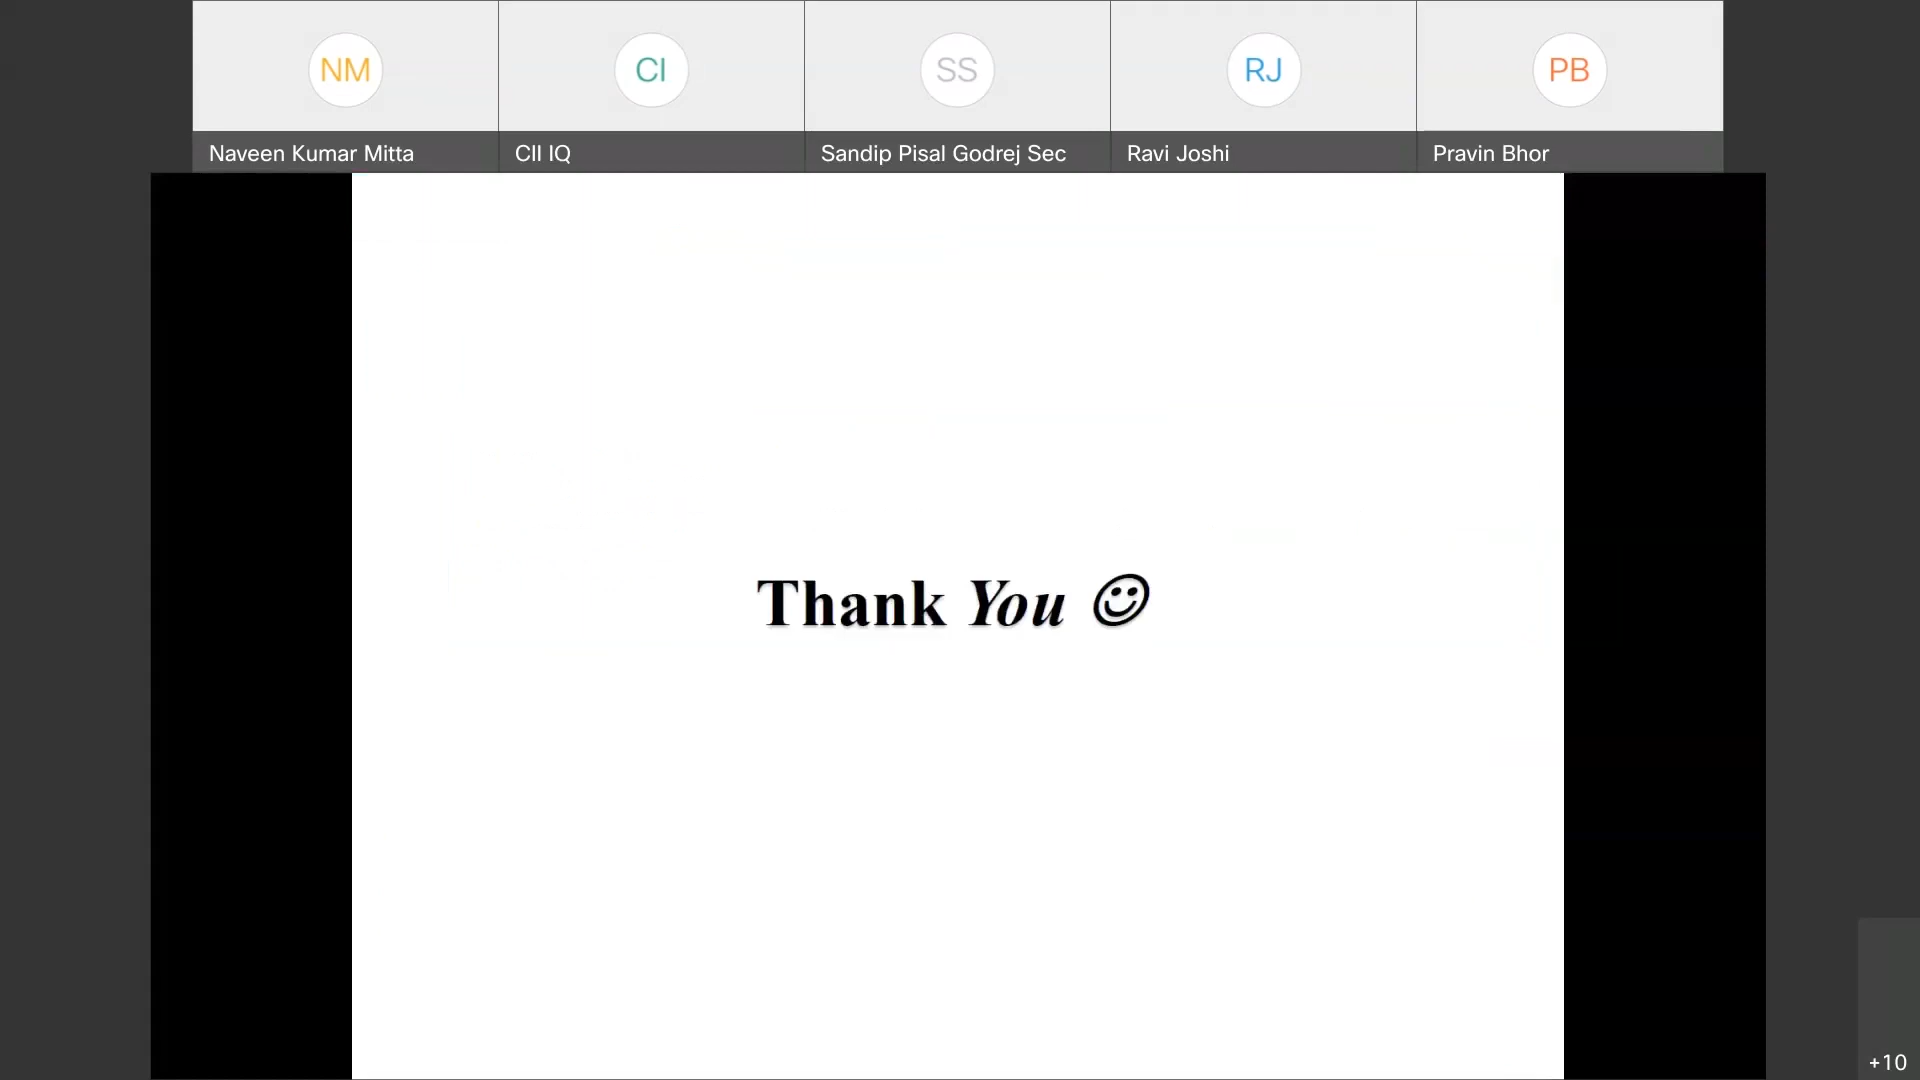 NM
CI
SS
RJ
PB
Naveen Kumar Mitta
CII IQ
Sandip Pisal Godrej Sec
Ravi Joshi
Pravin Bhor
Thank You ☺
+10